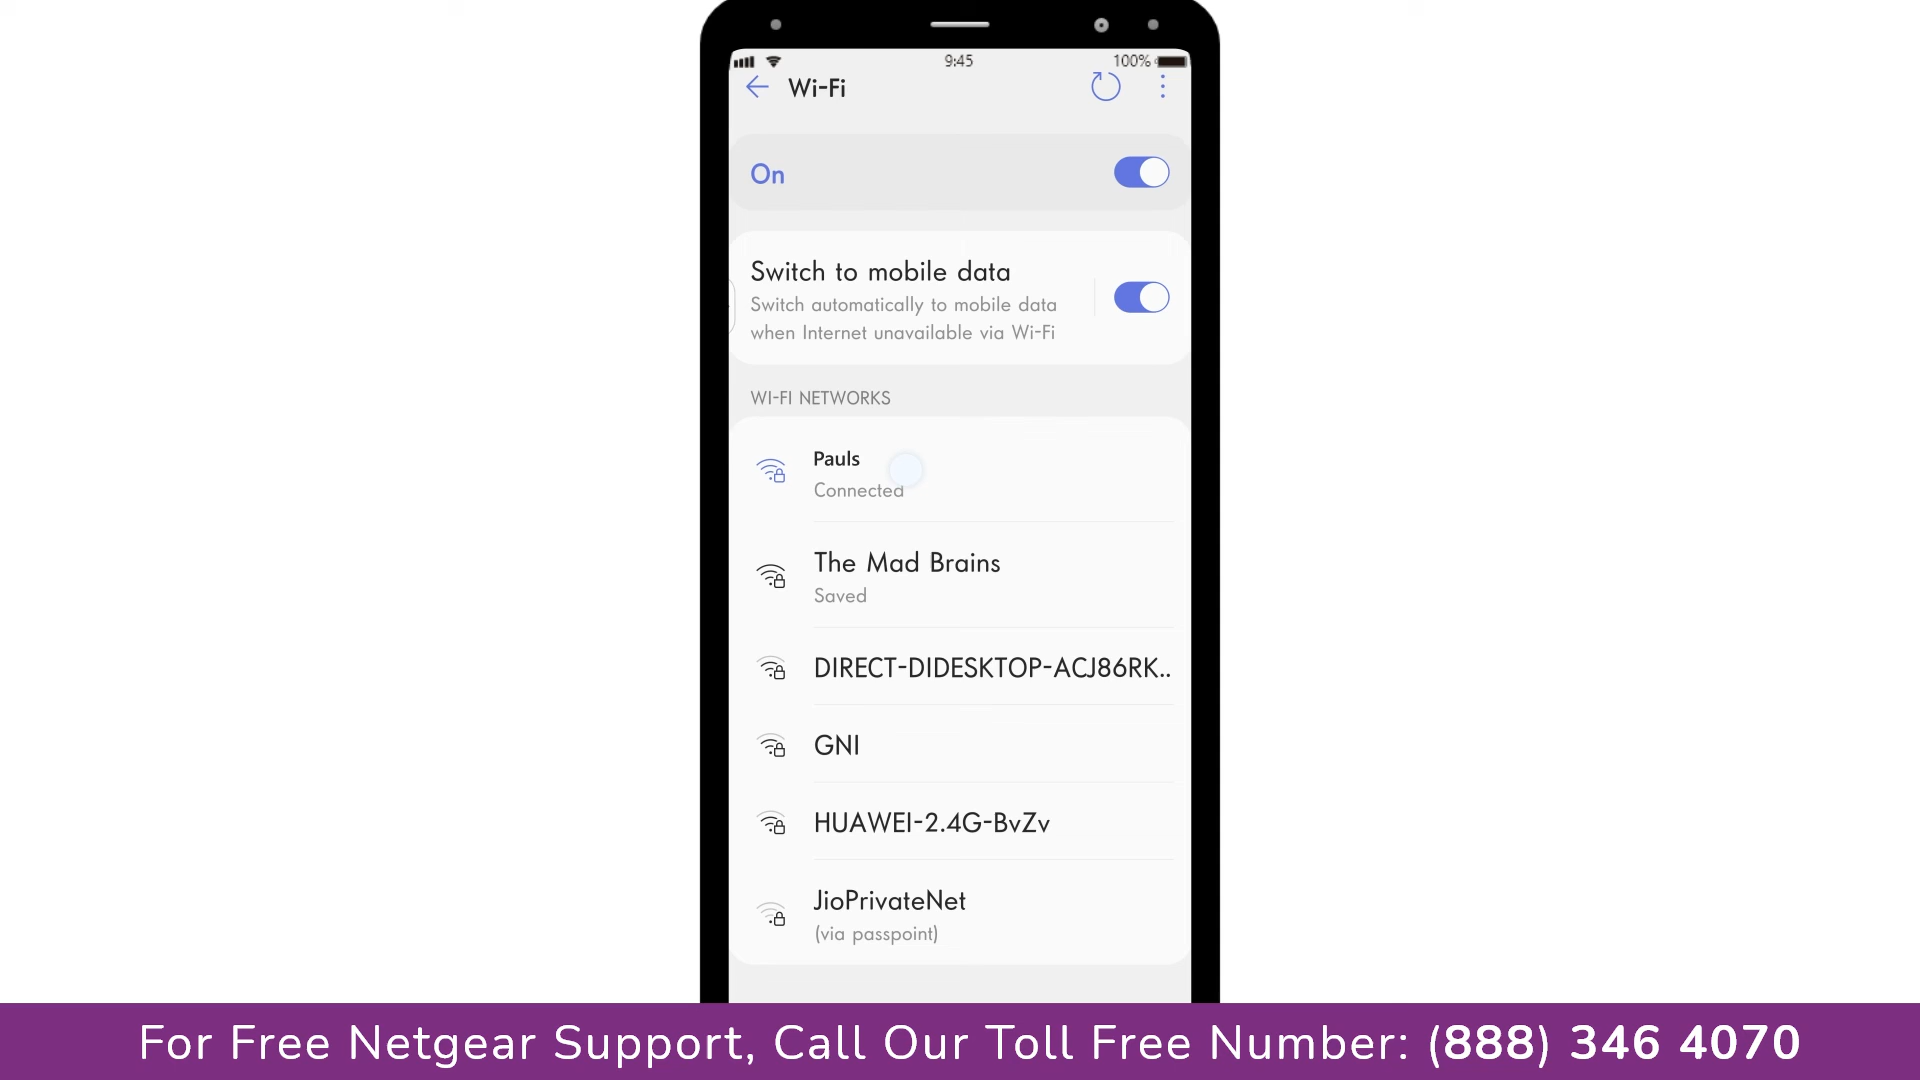 9:45
100%
Wi-Fi
On
Switch to mobile data
Switch automatically to mobile data
when Internet unavailable via Wi-Fi
WI-FI NETWORKS
Pauls
Connected
The Mad Brains
Saved
DIRECT-DIDESKTOP-ACJ86RK..
GNI
HUAWEI-2.4G-BvZv
JioPrivateNet
(via passpoint)
For Free Netgear Support, Call Our Toll Free Number: (888) 346 4070